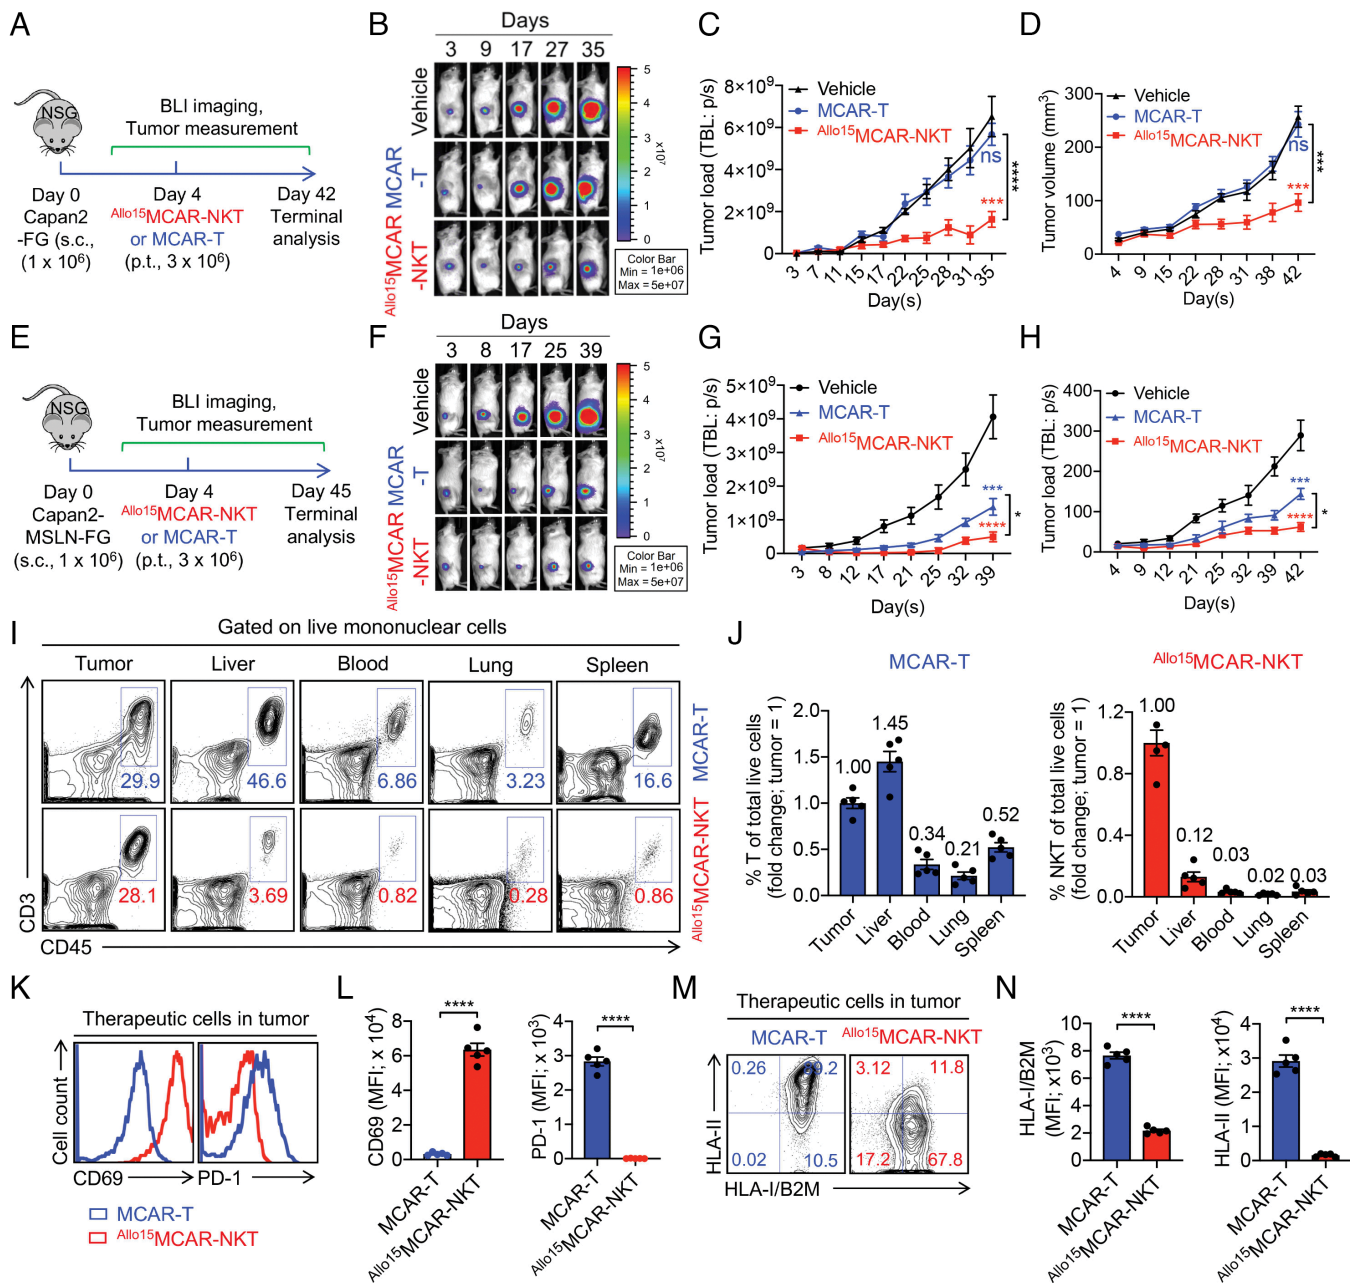 A
NSG
BLI imaging,
Tumor measurement
Day 0
Capan2
-FG (s.c.,
(1 x 10⁶)
Day 4
Allo15MCAR-NKT
or MCAR-T
(p.t., 3 x 10⁶)
Day 42
Terminal
analysis
B
Days
3 9 17 27 35
Vehicle
MCAR
-T
Allo15MCAR
-NKT
5
4
3
2
1
0
x10⁷
Color Bar
Min = 1e+06
Max = 5e+07
C
Tumor load (TBL: p/s)
8×10⁹
6×10⁹
4×10⁹
2×10⁹
0
Vehicle
MCAR-T
Allo15MCAR-NKT
ns
****
***
3 7 11 15 17 22 25 28 31 35
Day(s)
D
Tumor volume (mm³)
300
200
100
0
Vehicle
MCAR-T
Allo15MCAR-NKT
ns
***
***
4 9 15 22 28 31 38 42
Day(s)
E
NSG
BLI imaging,
Tumor measurement
Day 0
Capan2-
MSLN-FG
(s.c., 1 x 10⁶)
Day 4
Allo15MCAR-NKT
or MCAR-T
(p.t., 3 x 10⁶)
Day 45
Terminal
analysis
F
Days
3 8 17 25 39
Vehicle
MCAR
-T
Allo15MCAR
-NKT
5
4
3
2
1
0
x10⁷
Color Bar
Min = 1e+06
Max = 5e+07
G
Tumor load (TBL: p/s)
5×10⁹
4×10⁹
3×10⁹
2×10⁹
1×10⁹
0
Vehicle
MCAR-T
Allo15MCAR-NKT
***
****
*
3 8 12 17 21 25 32 39
Day(s)
H
Tumor load (TBL: p/s)
400
300
200
100
0
Vehicle
MCAR-T
Allo15MCAR-NKT
***
****
*
4 9 12 21 25 32 39 42
Day(s)
I
Gated on live mononuclear cells
Tumor Liver Blood Lung Spleen
29.9 46.6 6.86 3.23 16.6
MCAR-T
28.1 3.69 0.82 0.28 0.86
Allo15MCAR-NKT
CD3
CD45
J
MCAR-T
% T of total live cells
(fold change; tumor = 1)
2.0
1.5
1.0
0.5
0.0
1.00
1.45
0.34
0.21
0.52
Tumor Liver Blood Lung Spleen
Allo15MCAR-NKT
% NKT of total live cells
(fold change; tumor = 1)
1.2
0.8
0.4
0.0
1.00
0.12
0.03
0.02
0.03
Tumor Liver Blood Lung Spleen
K
Therapeutic cells in tumor
Cell count
CD69
PD-1
MCAR-T
Allo15MCAR-NKT
L
CD69 (MFI; x 10⁴)
8
6
4
2
0
****
MCAR-T
Allo15MCAR-NKT
PD-1 (MFI; x 10³)
5
4
3
2
1
0
****
MCAR-T
Allo15MCAR-NKT
M
Therapeutic cells in tumor
MCAR-T Allo15MCAR-NKT
0.26
3.12 11.8
0.02 10.5
17.2 67.8
HLA-II
HLA-I/B2M
N
HLA-I/B2M
(MFI; x10³)
10
8
6
4
2
0
****
MCAR-T
Allo15MCAR-NKT
HLA-II (MFI; x10⁴)
4
3
2
1
0
****
MCAR-T
Allo15MCAR-NKT